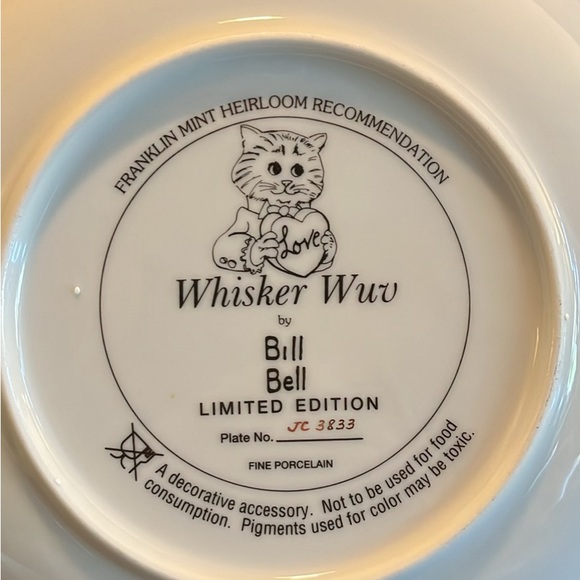 FRANKLIN MINT HEIRLOOM RECOMMENDATION
Love
Whisker Wuv
by
Bill
Bell
LIMITED EDITION
Plate No. JC 3833
FINE PORCELAIN
A decorative accessory. Not to be used for food
consumption. Pigments used for color may be toxic.